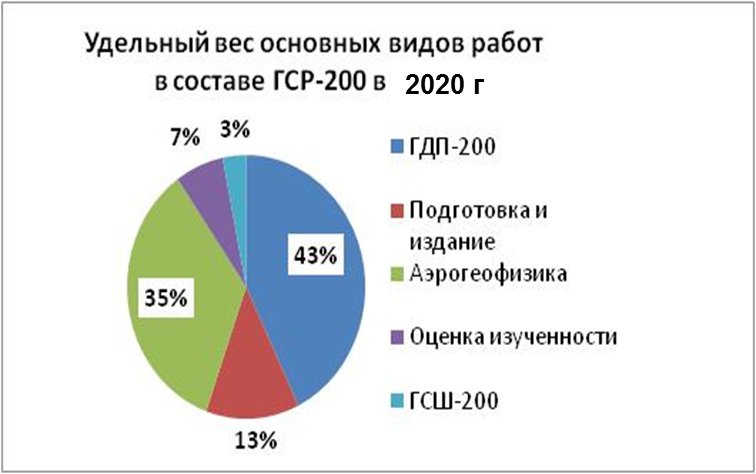 Удельный вес основных видов работ
в составе ГСР-200 в 2020 г
7%
3%
43%
35%
13%
ГДП-200
Подготовка и
издание
Аэрогеофизика
Оценка изученности
ГСШ-200